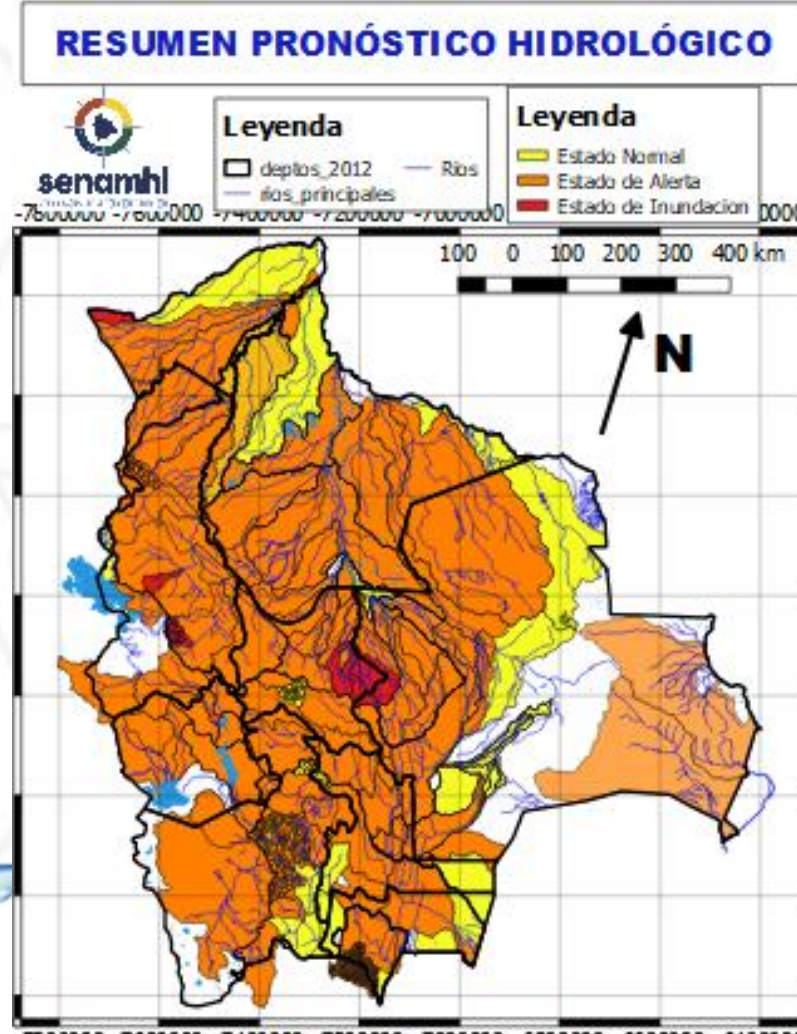 RESUMEN PRONÓSTICO HIDROLÓGICO
senamhi
Leyenda
deptos_2012
Rios
rios_principales
Leyenda
Estado Normal
Estado de Alerta
Estado de Inundacion
-7400000 -7200000 -7000000
100 0 100 200 300 400 km
N